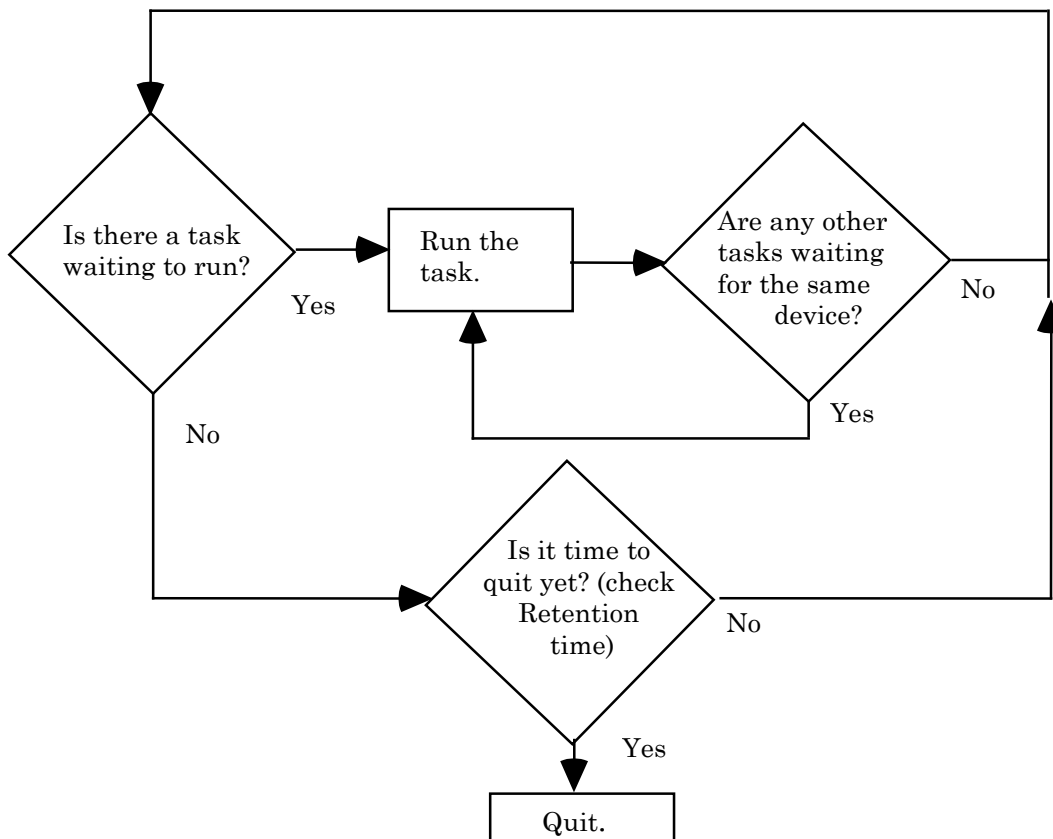 Is there a task
waiting to run?
Yes
No
Run the
task.
Are any other
tasks waiting
for the same
device?
No
Yes
Is it time to
quit yet? (check
Retention
time)
No
Yes
Quit.